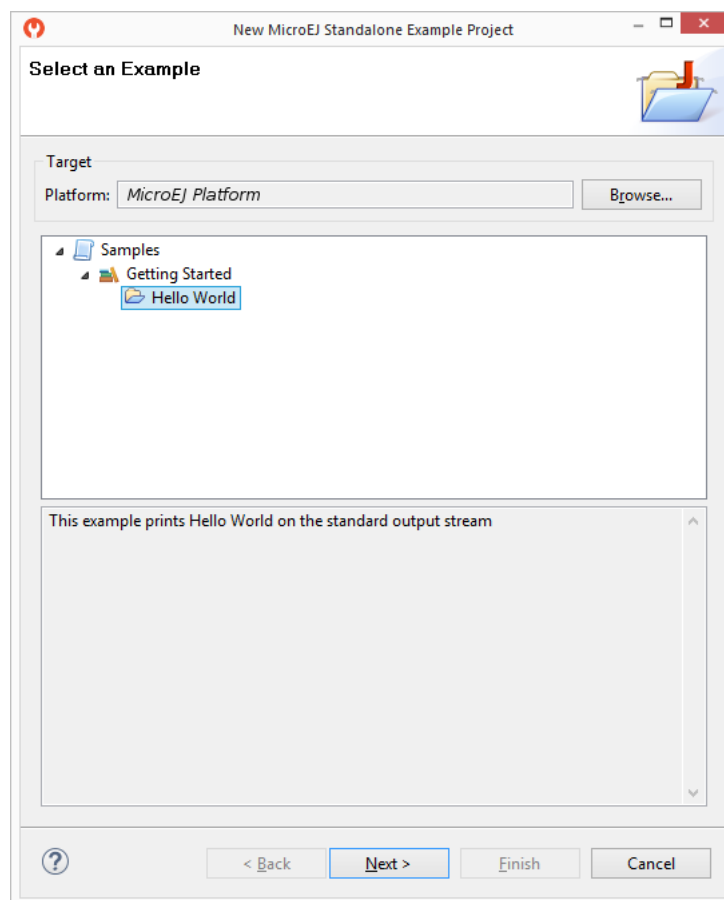 New MicroEJ Standalone Example Project
Select an Example
Target
Platform: MicroEJ Platform Browse...
Samples
Getting Started
Hello World
This example prints Hello World on the standard output stream
? < Back Next > Finish Cancel